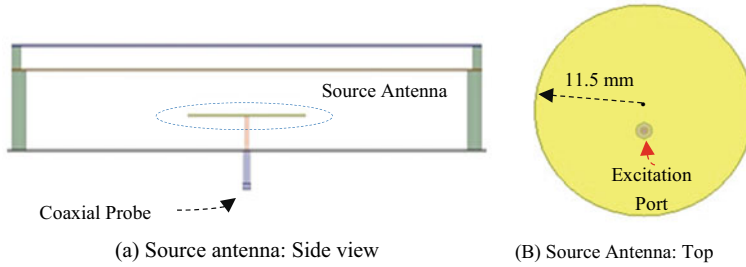 Source Antenna
Coaxial Probe
(a) Source antenna: Side view
11.5 mm
Excitation
Port
(B) Source Antenna: Top